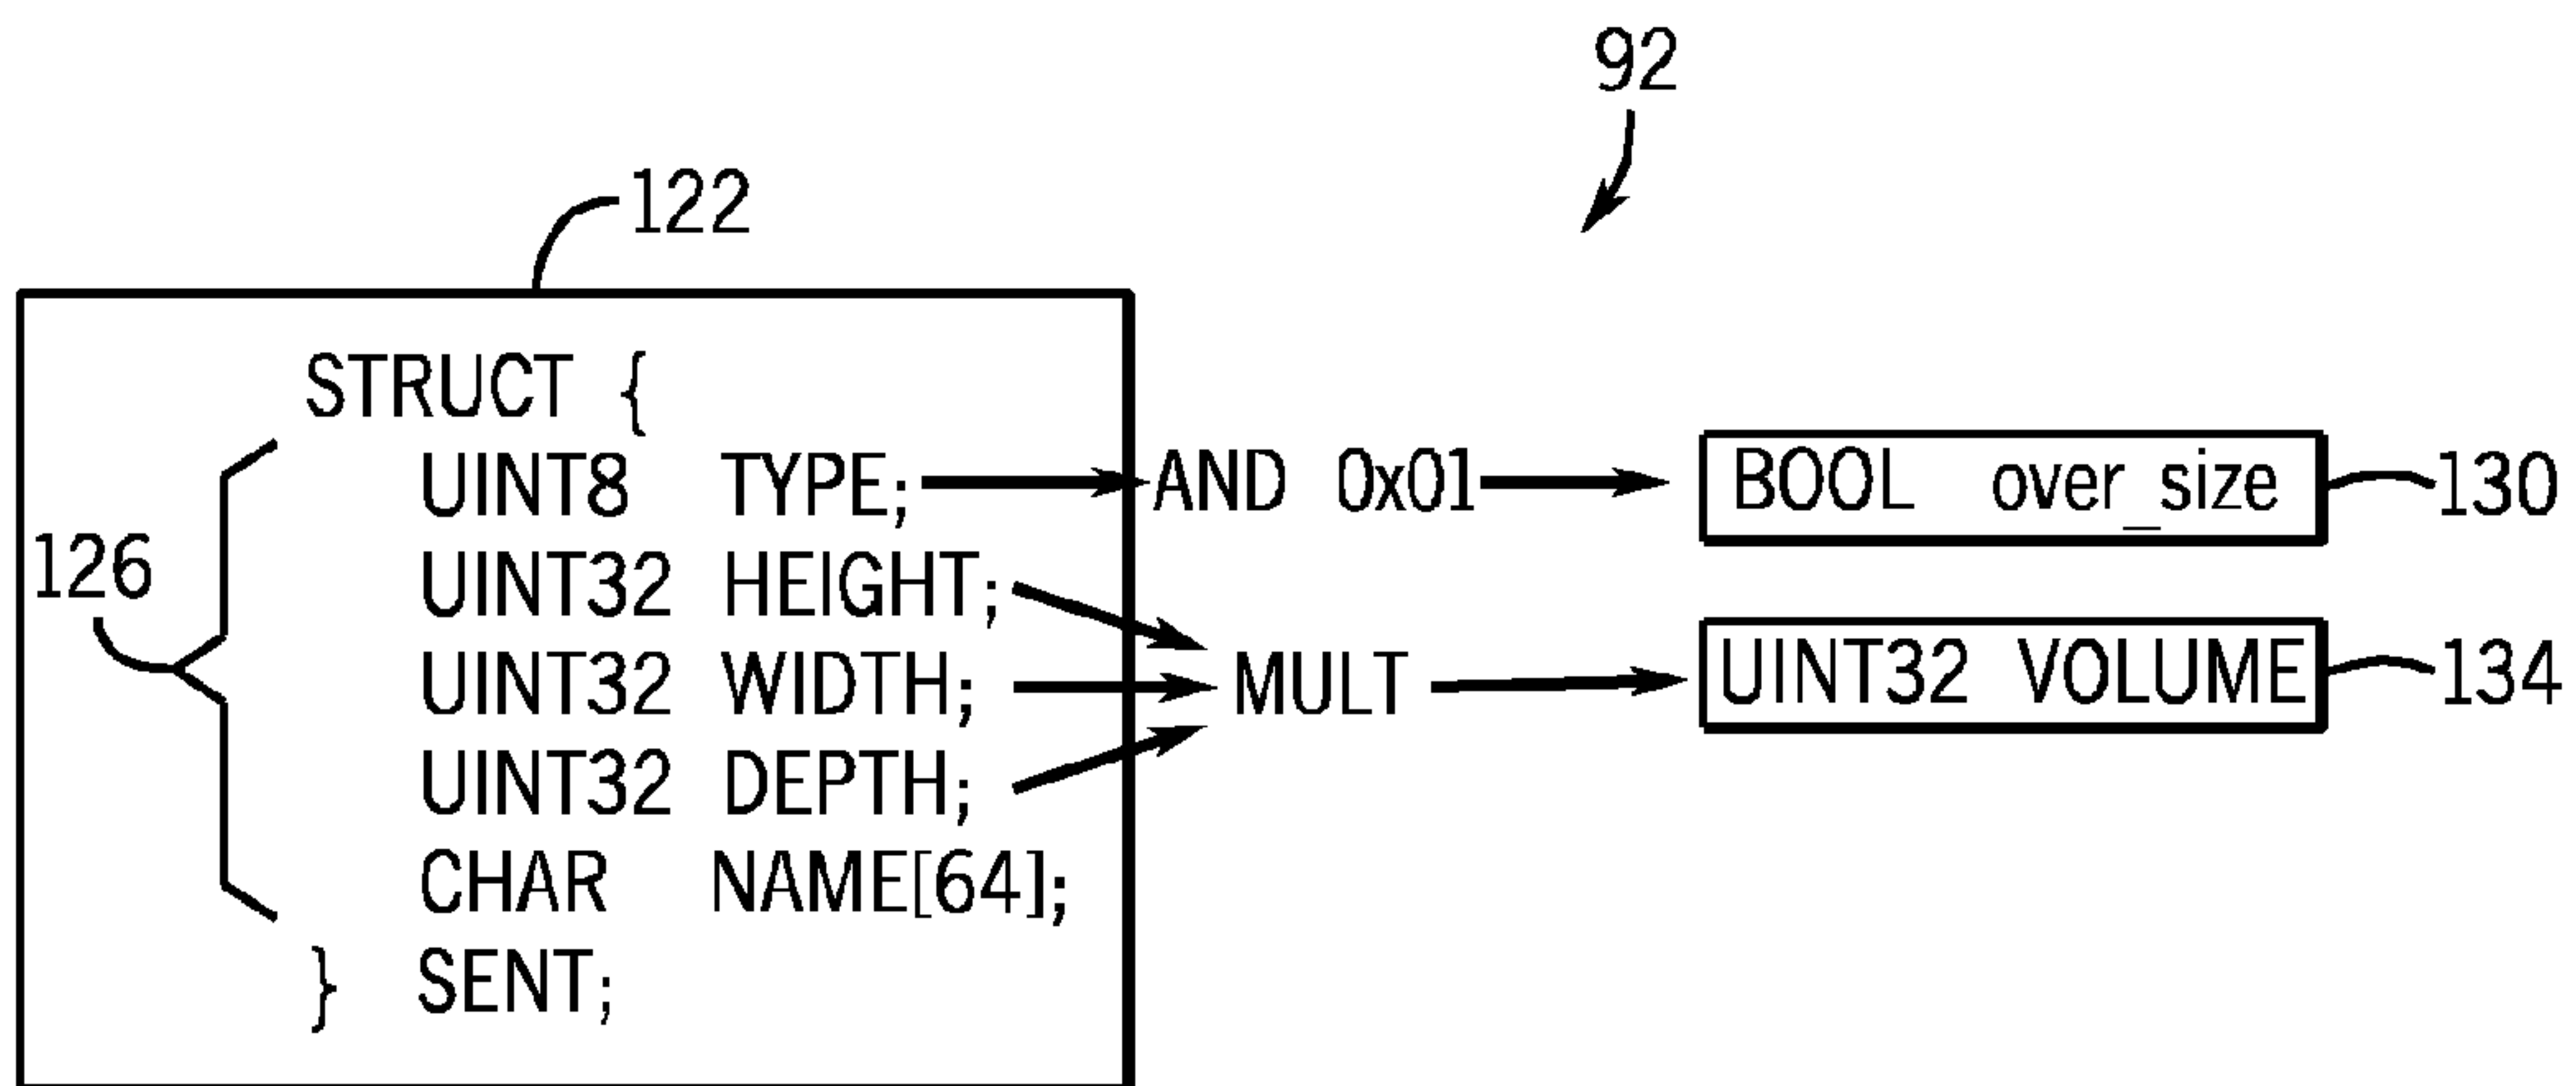 92
122
STRUCT {
UINT8 TYPE; AND 0x01 BOOL over_size 130
126 UINT32 HEIGHT;
UINT32 WIDTH; MULT UINT32 VOLUME 134
UINT32 DEPTH;
CHAR NAME[64];
} SENT;